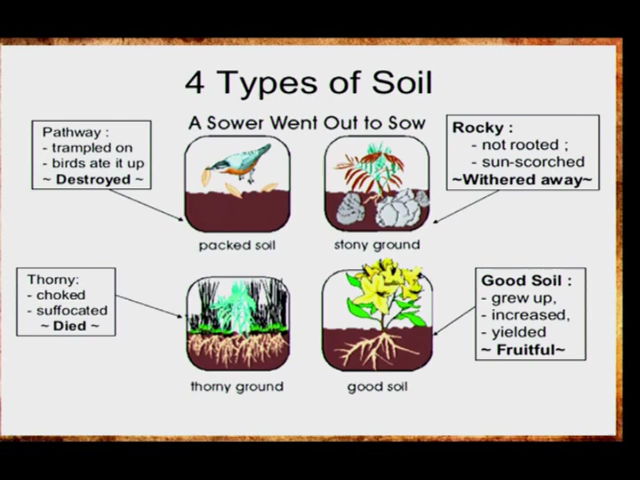 4 Types of Soil
A Sower Went Out to Sow
Pathway :
- trampled on
- birds ate it up
~ Destroyed ~
Rocky :
- not rooted ;
- sun-scorched
~Withered away~
packed soil
stony ground
Thorny:
- choked
- suffocated
~ Died ~
Good Soil :
- grew up,
- increased,
- yielded
~ Fruitful~
thorny ground
good soil